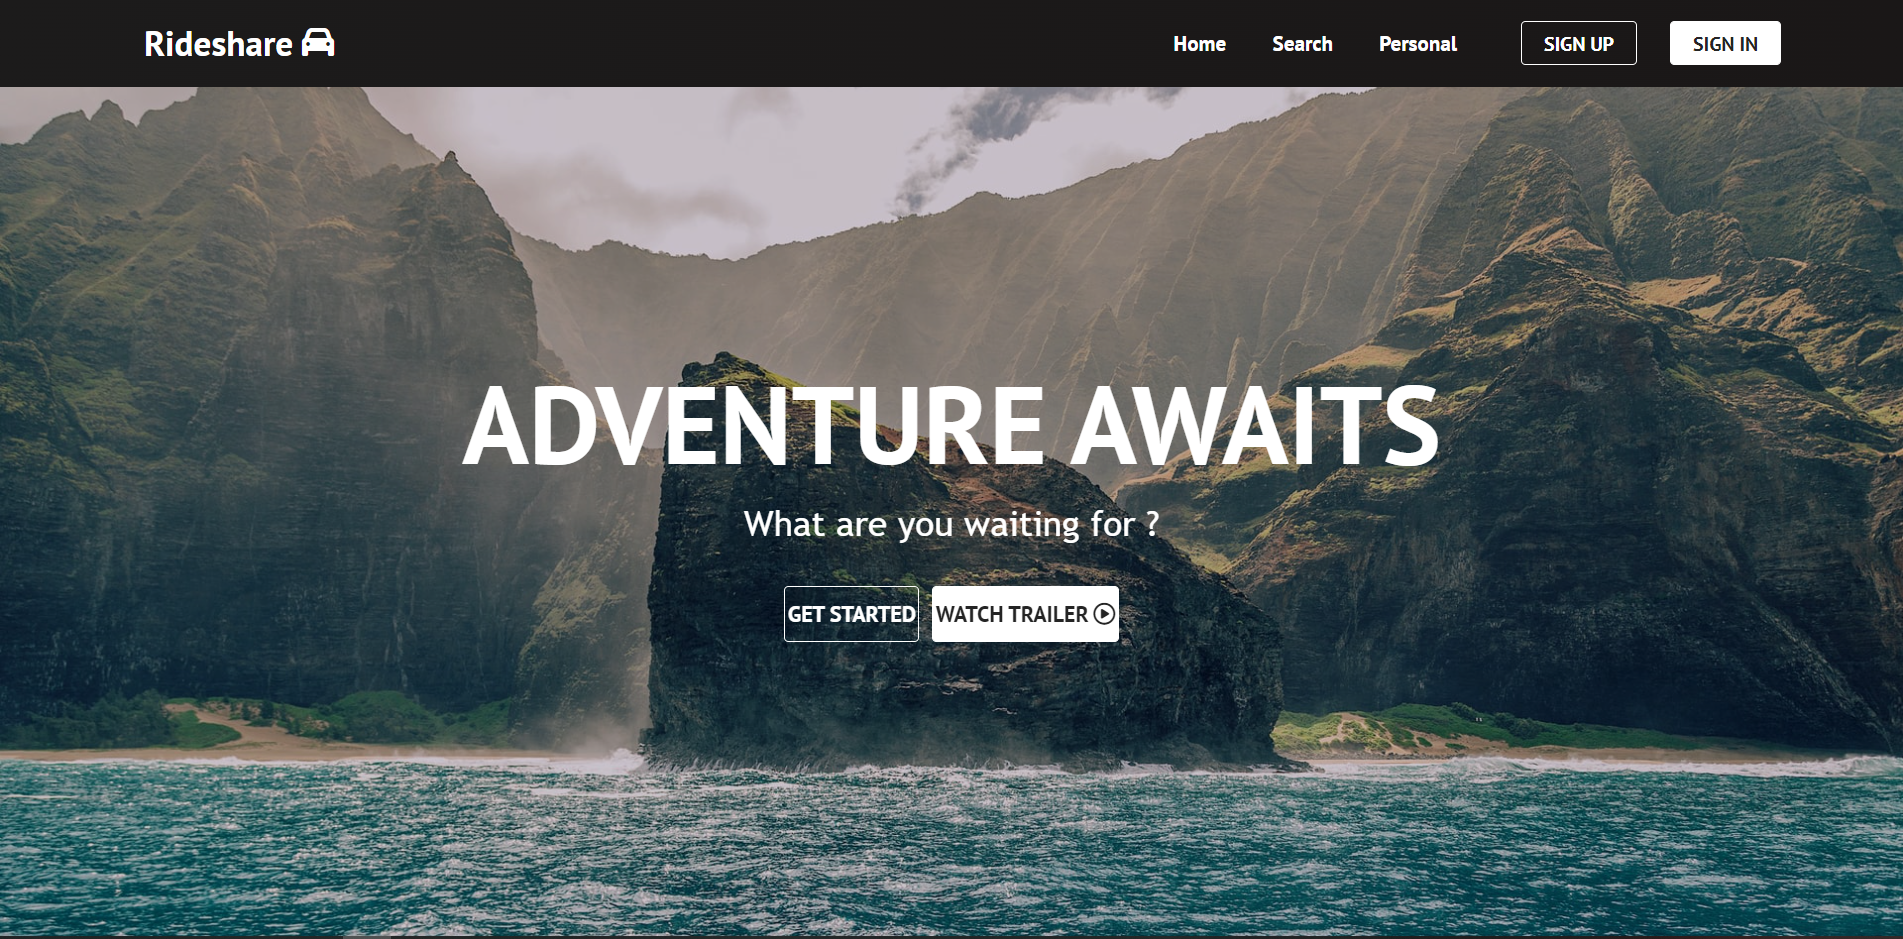 Rideshare
Home Search Personal SIGN UP SIGN IN
ADVENTURE AWAITS
What are you waiting for ?
GET STARTED WATCH TRAILER